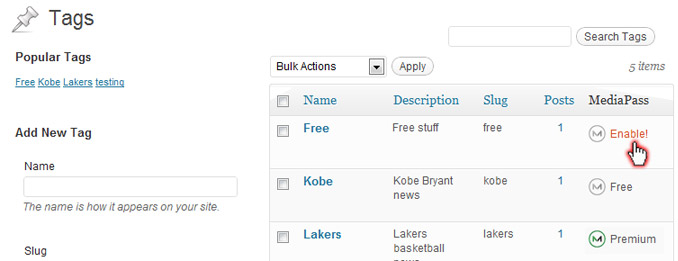 Tags
Search Tags
Popular Tags
Free Kobe Lakers testing
Bulk Actions
Apply
5 items
Name Description Slug Posts MediaPass
Free Free stuff free 1 M Enable!
Kobe Kobe Bryant news kobe 1 M Free
Lakers Lakers basketball news lakers 1 M Premium
Add New Tag
Name
The name is how it appears on your site.
Slug